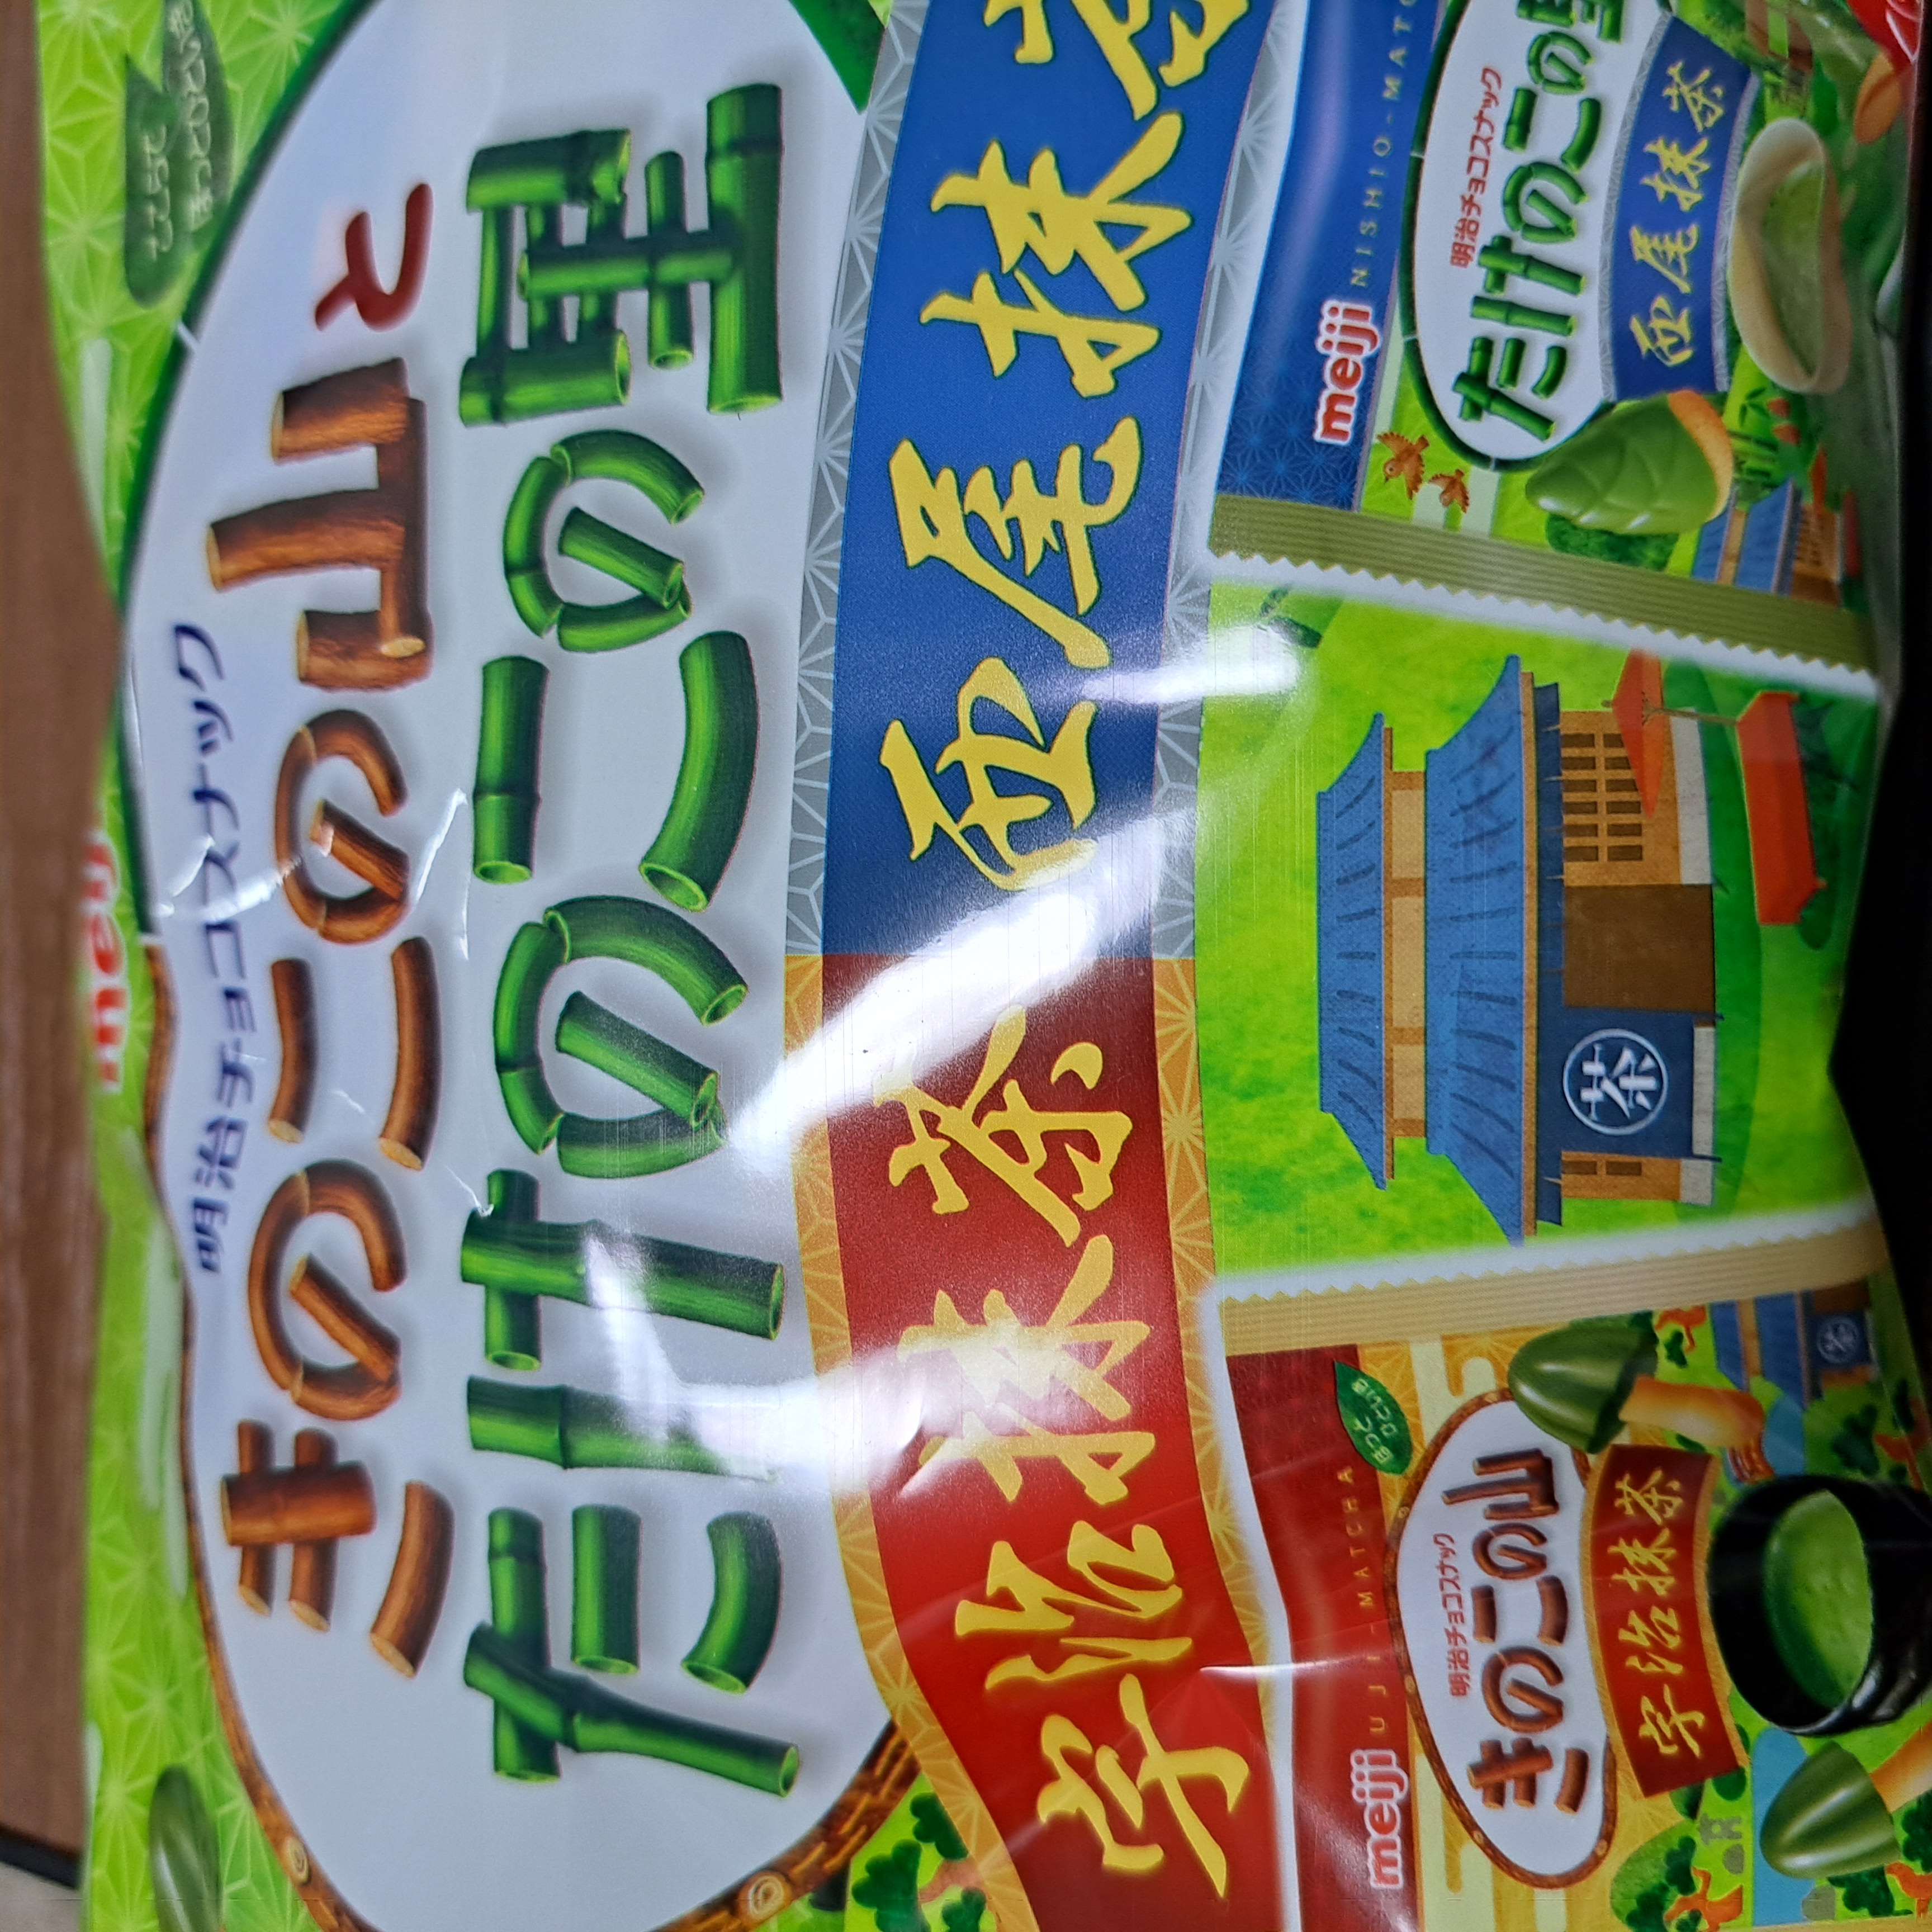 meiji
明治チョコスナック
きのこの山と
たけのこの里
宇治抹茶 西尾抹茶
茶
meiji UJI-MATCHA
明治チョコスナック
きのこの山
宇治抹茶
茶
meiji NISHIO-MATC
明治チョコスナック
たけのこの里
西尾抹茶